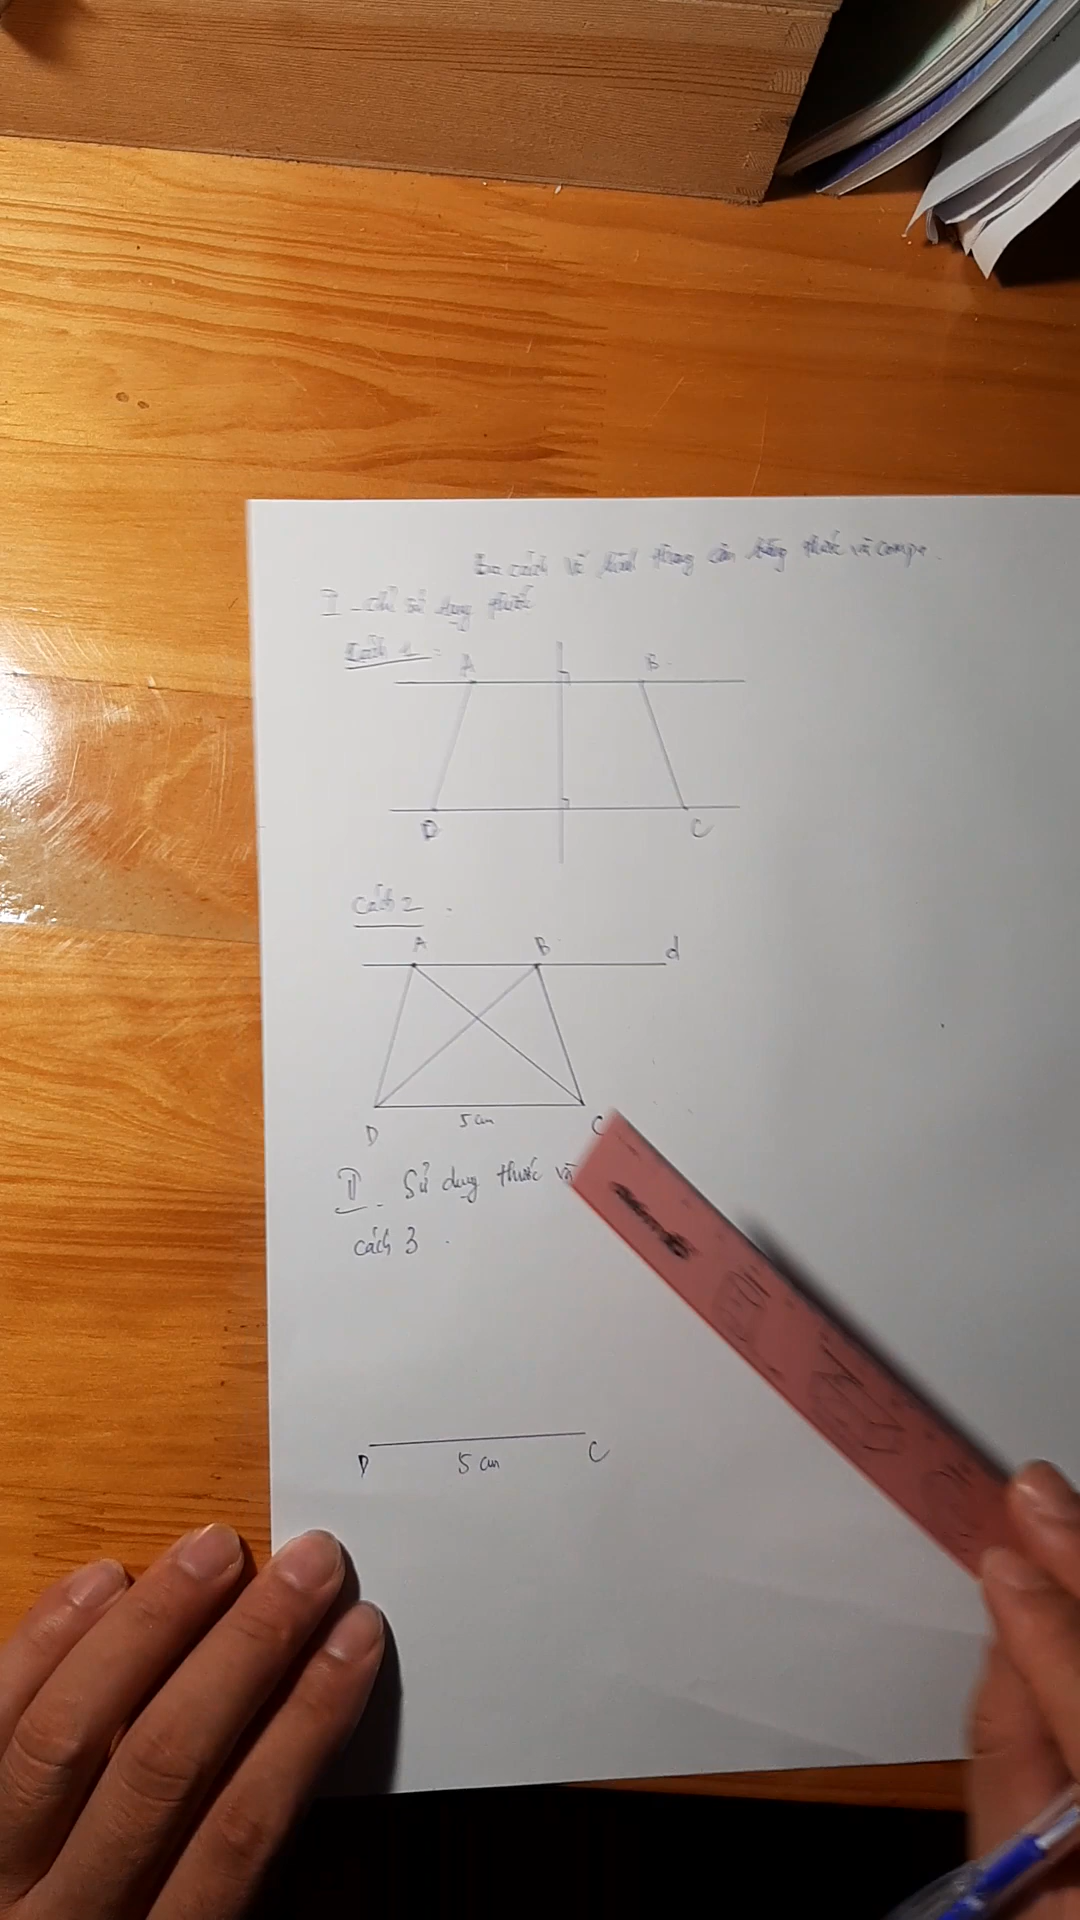 Ba cách vẽ hình thang cân bằng thước và compa.
I - Chỉ sử dụng thước
Cách 1 :
A B
D C
Cách 2 .
A B d
5 cm
D C
II - Sử dụng thước và
cách 3 .
D 5 cm C